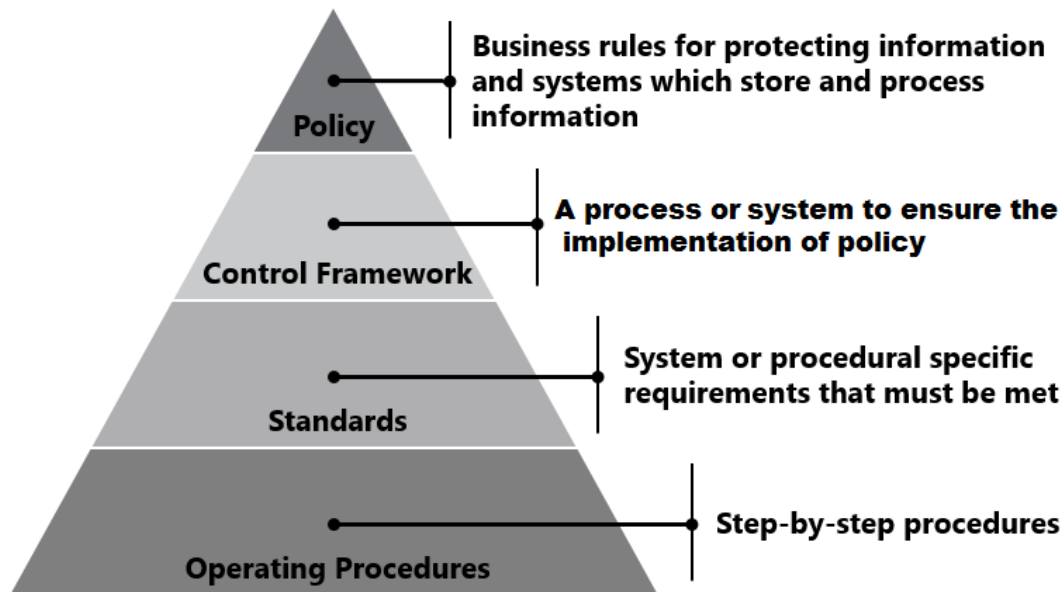 Business rules for protecting information
and systems which store and process
information
Policy
A process or system to ensure the
implementation of policy
Control Framework
System or procedural specific
requirements that must be met
Standards
Step-by-step procedures
Operating Procedures